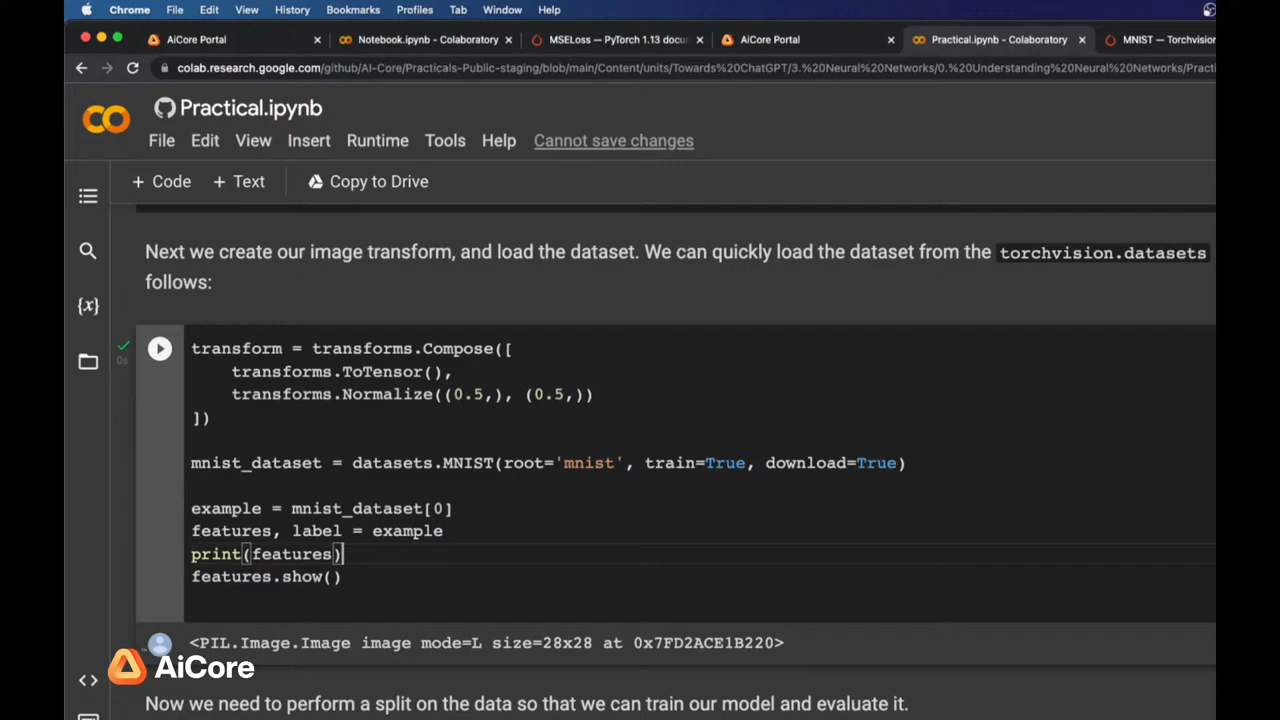 Chrome File Edit View History Bookmarks Profiles Tab Window Help
AiCore Portal Notebook.ipynb - Colaboratory MSELoss — PyTorch 1.13 docu AiCore Portal Practical.ipynb - Colaboratory MNIST — Torchvision
colab.research.google.com/github/AI-Core/Practicals-Public-staging/blob/main/Content/units/Towards%20ChatGPT/3.%20Neural%20Networks/0.%20Understanding%20Neural%20Networks/Practi
CO
Practical.ipynb
File Edit View Insert Runtime Tools Help Cannot save changes
+ Code + Text Copy to Drive
Next we create our image transform, and load the dataset. We can quickly load the dataset from the torchvision.datasets
follows:
{x}
0s
transform = transforms.Compose([
    transforms.ToTensor(),
    transforms.Normalize((0.5,), (0.5,))
])
mnist_dataset = datasets.MNIST(root='mnist', train=True, download=True)
example = mnist_dataset[0]
features, label = example
print(features)
features.show()
<PIL.Image.Image image mode=L size=28x28 at 0x7FD2ACE1B220>
AiCore
Now we need to perform a split on the data so that we can train our model and evaluate it.